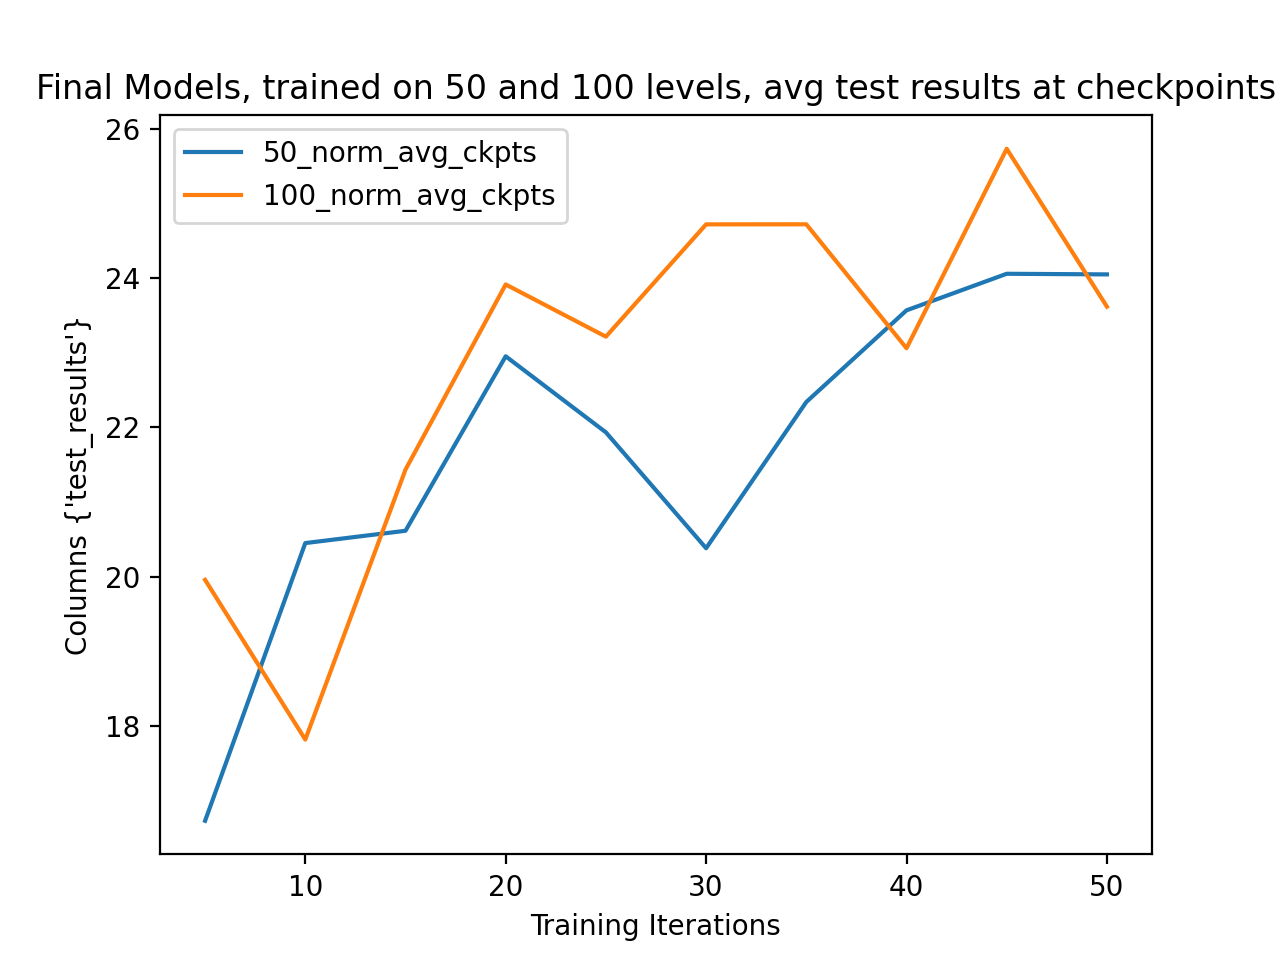 Final Models, trained on 50 and 100 levels, avg test results at checkpoints
50_norm_avg_ckpts
100_norm_avg_ckpts
Columns {'test_results'}
26
24
22
20
18
10 20 30 40 50
Training Iterations